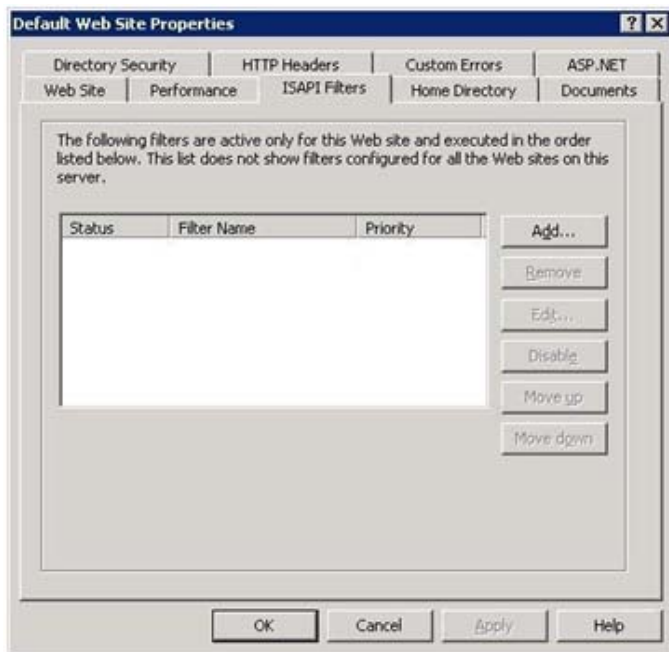 Default Web Site Properties
Directory Security HTTP Headers Custom Errors ASP.NET
Web Site Performance ISAPI Filters Home Directory Documents
The following filters are active only for this Web site and executed in the order
listed below. This list does not show filters configured for all the Web sites on this
server.
Status Filter Name Priority
Add...
Remove
Edit...
Disable
Move up
Move down
OK Cancel Apply Help